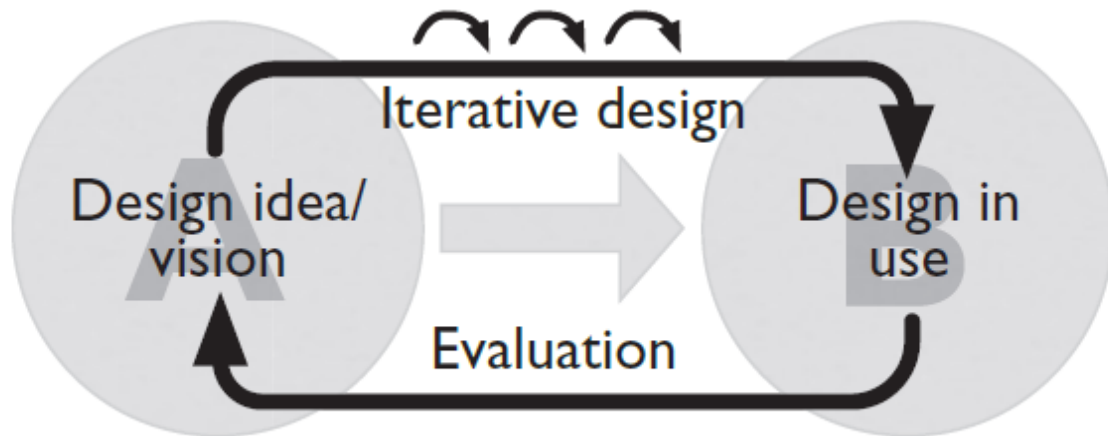 Iterative design
A
Design idea/
vision
B
Design in
use
Evaluation